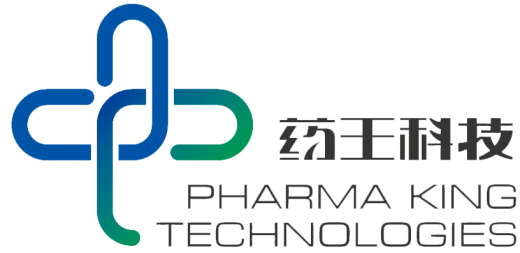 药王科技
PHARMA KING
TECHNOLOGIES